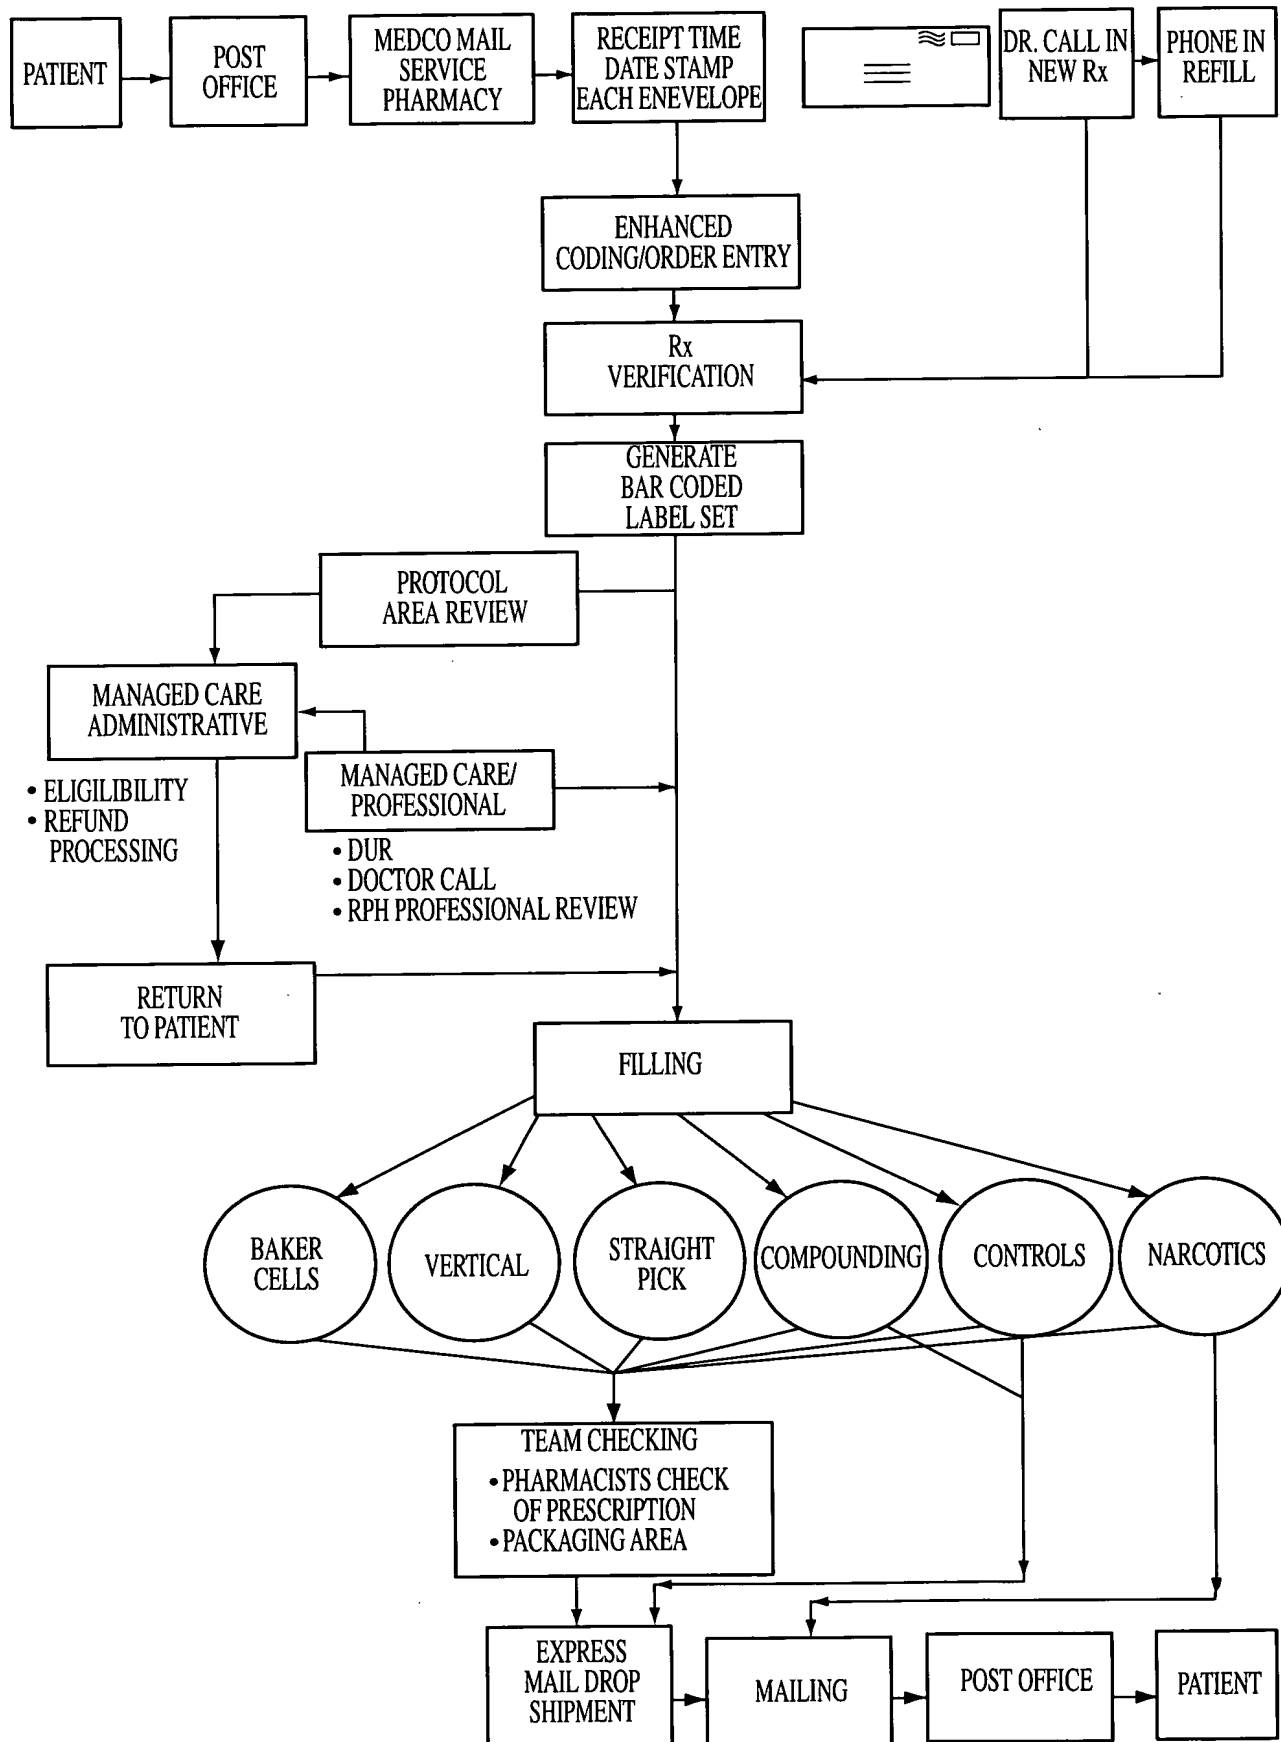 PATIENT
POST
OFFICE
MEDCO MAIL
SERVICE
PHARMACY
RECEIPT TIME
DATE STAMP
EACH ENEVELOPE
DR. CALL IN
NEW Rx
PHONE IN
REFILL
ENHANCED
CODING/ORDER ENTRY
Rx
VERIFICATION
GENERATE
BAR CODED
LABEL SET
PROTOCOL
AREA REVIEW
MANAGED CARE
ADMINISTRATIVE
• ELIGILIBILITY
• REFUND
PROCESSING
MANAGED CARE/
PROFESSIONAL
• DUR
• DOCTOR CALL
• RPH PROFESSIONAL REVIEW
RETURN
TO PATIENT
FILLING
BAKER
CELLS
VERTICAL
STRAIGHT
PICK
COMPOUNDING
CONTROLS
NARCOTICS
TEAM CHECKING
• PHARMACISTS CHECK
OF PRESCRIPTION
• PACKAGING AREA
EXPRESS
MAIL DROP
SHIPMENT
MAILING
POST OFFICE
PATIENT